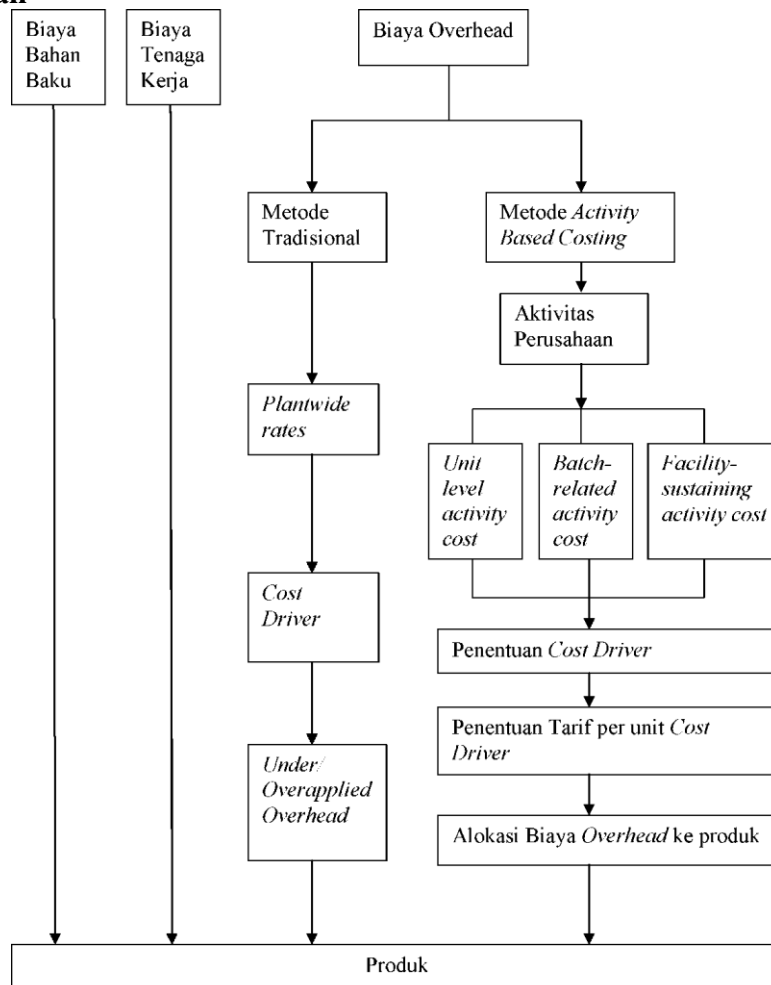 Biaya
Bahan
Baku
Biaya
Tenaga
Kerja
Biaya Overhead
Metode
Tradisional
Metode Activity
Based Costing
Aktivitas
Perusahaan
Plantwide
rates
Unit
level
activity
cost
Batch-
related
activity
cost
Facility-
sustaining
activity cost
Cost
Driver
Penentuan Cost Driver
Penentuan Tarif per unit Cost
Driver
Under/
Overapplied
Overhead
Alokasi Biaya Overhead ke produk
Produk